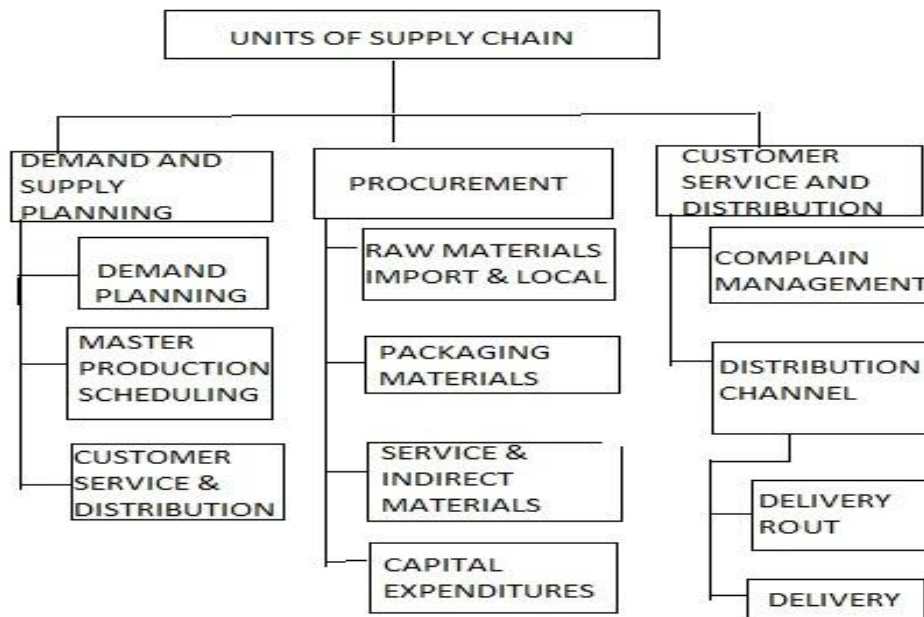 UNITS OF SUPPLY CHAIN
DEMAND AND
SUPPLY
PLANNING
DEMAND
PLANNING
MASTER
PRODUCTION
SCHEDULING
CUSTOMER
SERVICE &
DISTRIBUTION
PROCUREMENT
RAW MATERIALS
IMPORT & LOCAL
PACKAGING
MATERIALS
SERVICE &
INDIRECT
MATERIALS
CAPITAL
EXPENDITURES
CUSTOMER
SERVICE AND
DISTRIBUTION
COMPLAIN
MANAGEMENT
DISTRIBUTION
CHANNEL
DELIVERY
ROUT
DELIVERY